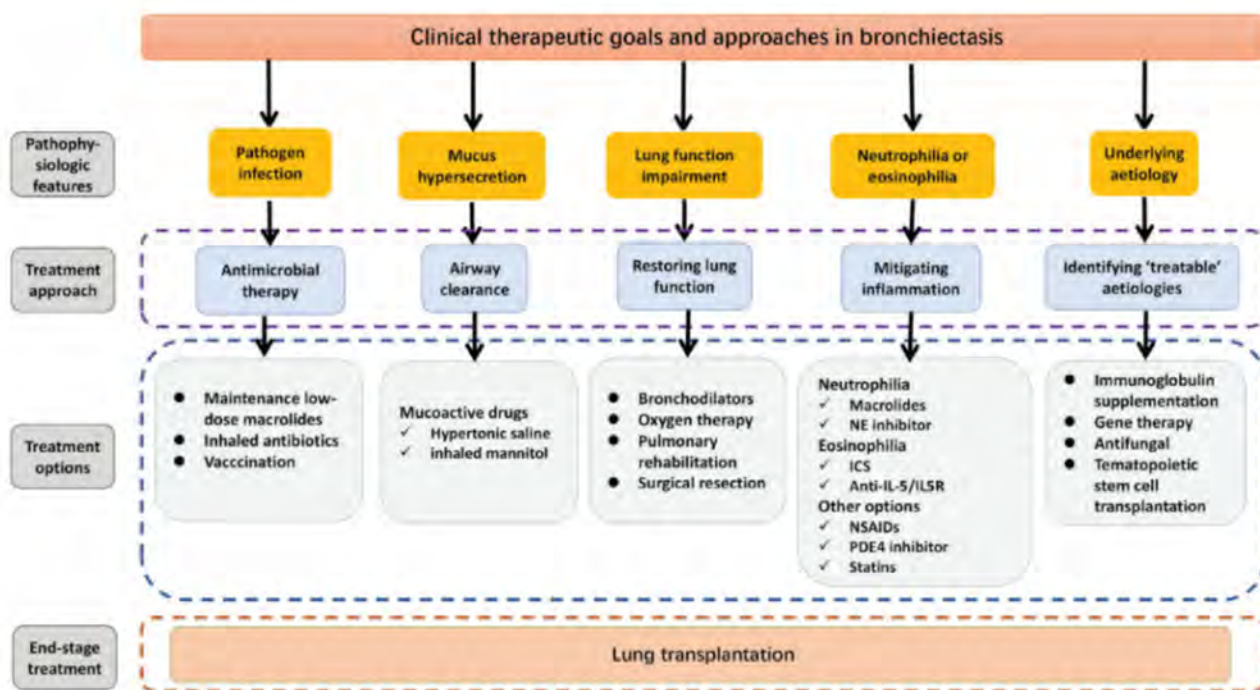 Clinical therapeutic goals and approaches in bronchiectasis
Pathophy-
siologic
features
Pathogen
infection
Mucus
hypersecretion
Lung function
impairment
Neutrophilia or
eosinophilia
Underlying
aetiology
Treatment
approach
Antimicrobial
therapy
Airway
clearance
Restoring lung
function
Mitigating
inflammation
Identifying ‘treatable’
aetiologies
Treatment
options
Maintenance low-
dose macrolides
Inhaled antibiotics
Vacccination
Mucoactive drugs
Hypertonic saline
inhaled mannitol
Bronchodilators
Oxygen therapy
Pulmonary
rehabilitation
Surgical resection
Neutrophilia
Macrolides
NE inhibitor
Eosinophilia
ICS
Anti-IL-5/IL5R
Other options
NSAIDs
PDE4 inhibitor
Statins
Immunoglobulin
supplementation
Gene therapy
Antifungal
Tematopoietic
stem cell
transplantation
End-stage
treatment
Lung transplantation